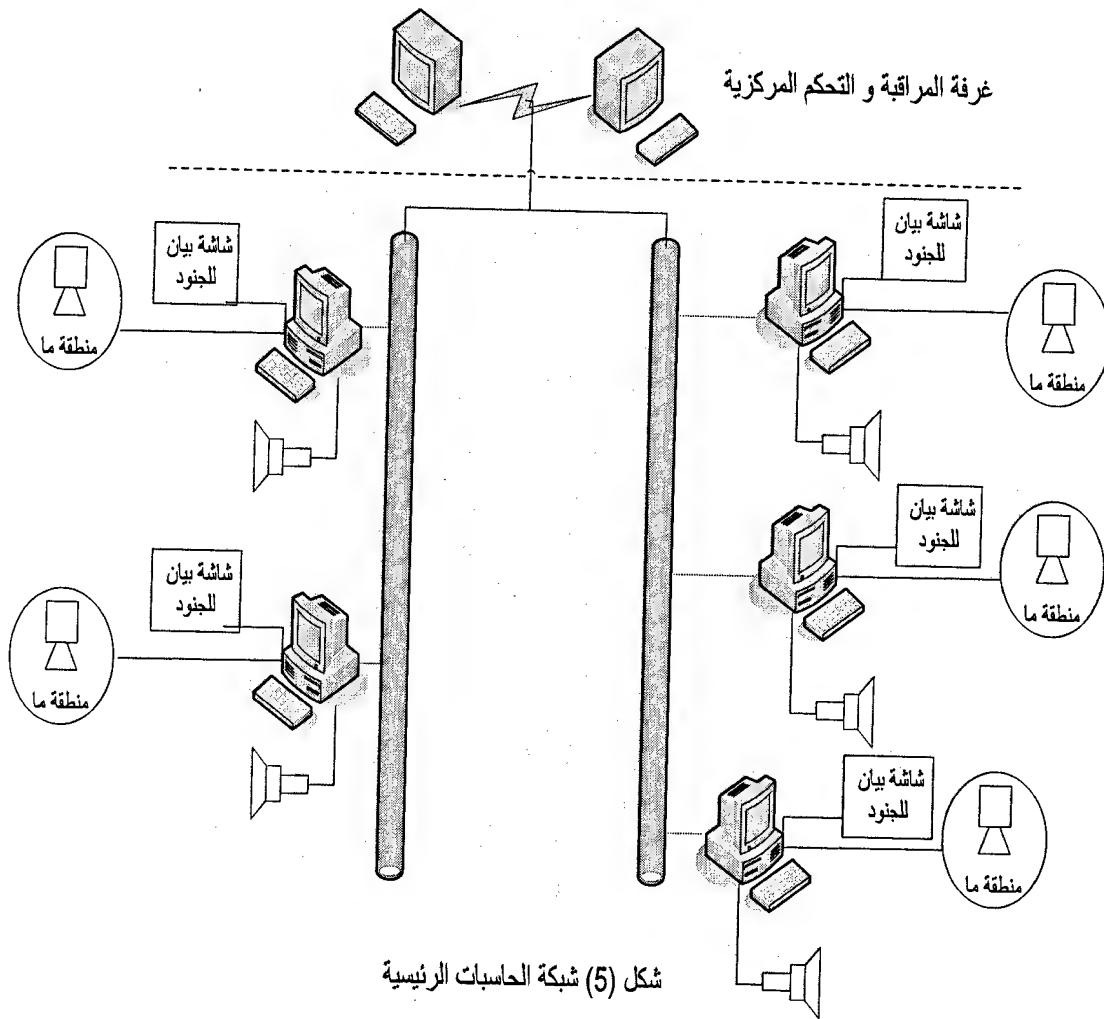 غرفة المراقبة و التحكم المركزية
شاشة بيان
للجنود
منطقة ما
شاشة بيان
للجنود
منطقة ما
شاشة بيان
للجنود
منطقة ما
شاشة بيان
للجنود
منطقة ما
شاشة بيان
للجنود
منطقة ما
شكل (5) شبكة الحاسبات الرئيسية